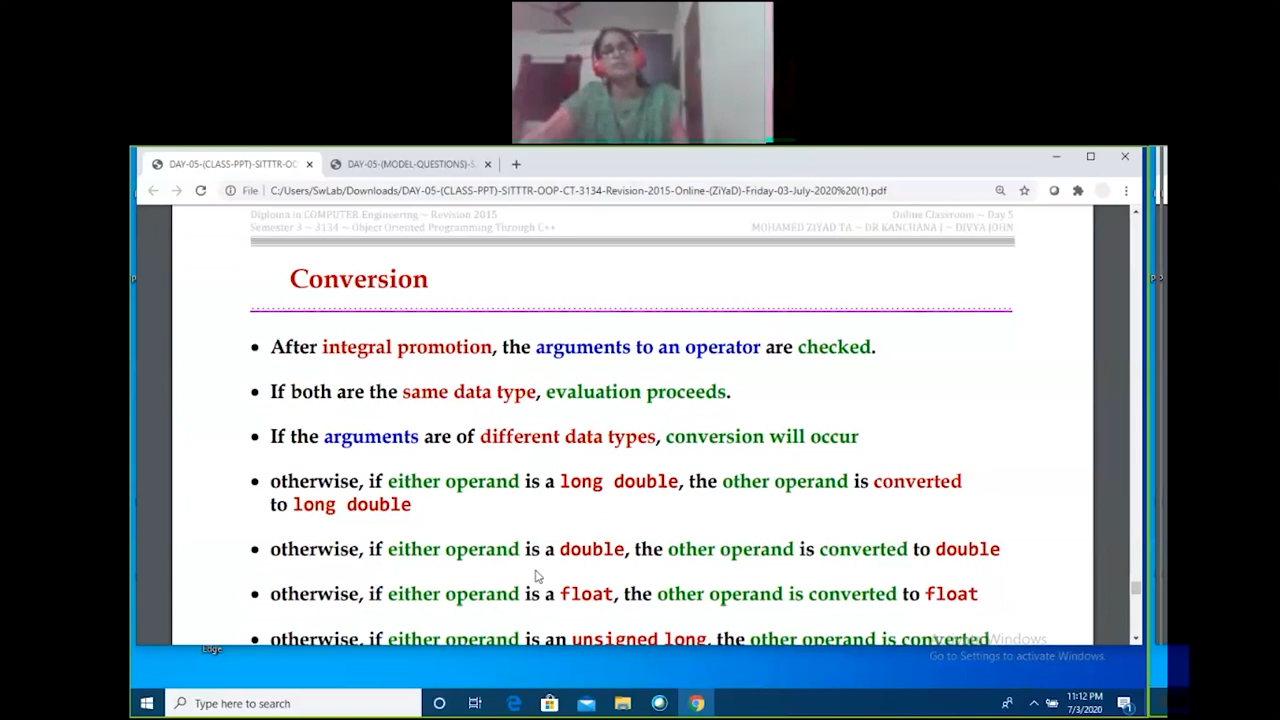 DAY-05-(CLASS-PPT)-SITTTR-OO
DAY-05-(MODEL-QUESTIONS)-S
File
C:/Users/SwLab/Downloads/DAY-05-(CLASS-PPT)-SITTTR-OOP-CT-3134-Revision-2015-Online-(ZiYaD)-Friday-03-July-2020%20(1).pdf
Diploma in COMPUTER Engineering ~ Revision 2015
Online Classroom ~ Day 5
Semester 3 ~ 3134 ~ Object Oriented Programming Through C++
MOHAMED ZIYAD TA ~ DR KANCHANA J ~ DIVYA JOHN
Conversion
• After integral promotion, the arguments to an operator are checked.
• If both are the same data type, evaluation proceeds.
• If the arguments are of different data types, conversion will occur
• otherwise, if either operand is a long double, the other operand is converted
to long double
• otherwise, if either operand is a double, the other operand is converted to double
• otherwise, if either operand is a float, the other operand is converted to float
• otherwise, if either operand is an unsigned long, the other operand is converted
Activate Windows
Go to Settings to activate Windows.
Edge
Type here to search
11:12 PM
7/3/2020